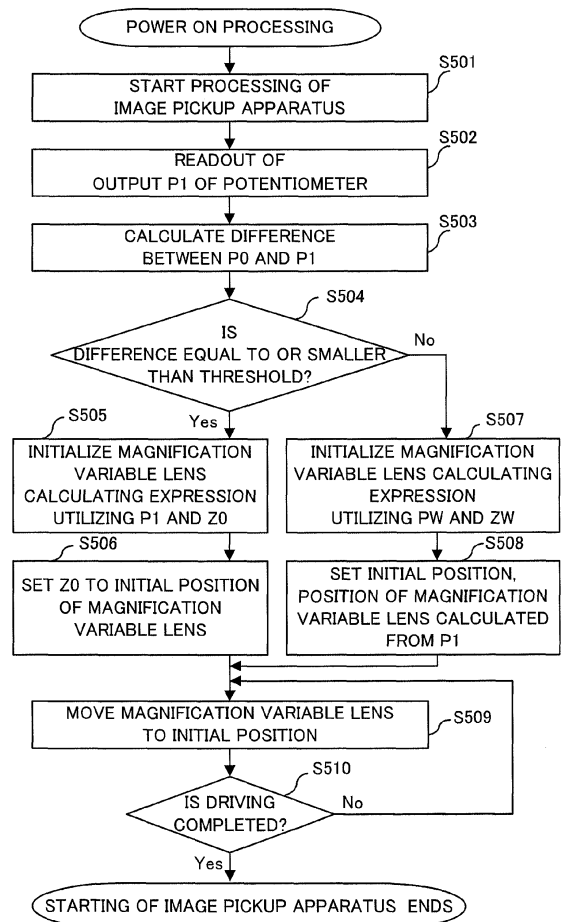 POWER ON PROCESSING
S501
START PROCESSING OF
IMAGE PICKUP APPARATUS
S502
READOUT OF
OUTPUT P1 OF POTENTIOMETER
S503
CALCULATE DIFFERENCE
BETWEEN P0 AND P1
S504
IS
DIFFERENCE EQUAL TO OR SMALLER
THAN THRESHOLD?
No
Yes
S505
INITIALIZE MAGNIFICATION
VARIABLE LENS
CALCULATING EXPRESSION
UTILIZING P1 AND Z0
S507
INITIALIZE MAGNIFICATION
VARIABLE LENS CALCULATING
EXPRESSION
UTILIZING PW AND ZW
S506
SET Z0 TO INITIAL POSITION
OF MAGNIFICATION
VARIABLE LENS
S508
SET INITIAL POSITION,
POSITION OF MAGNIFICATION
VARIABLE LENS CALCULATED
FROM P1
MOVE MAGNIFICATION VARIABLE LENS
TO INITIAL POSITION
S509
S510
IS DRIVING
COMPLETED?
No
Yes
STARTING OF IMAGE PICKUP APPARATUS ENDS